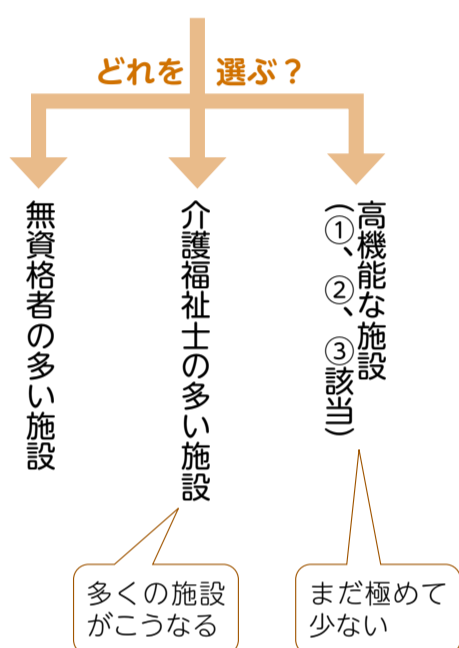 どれを選ぶ？
高機能な施設
（①、②、③該当）
介護福祉士の多い施設
無資格者の多い施設
まだ極めて
少ない
多くの施設
がこうなる